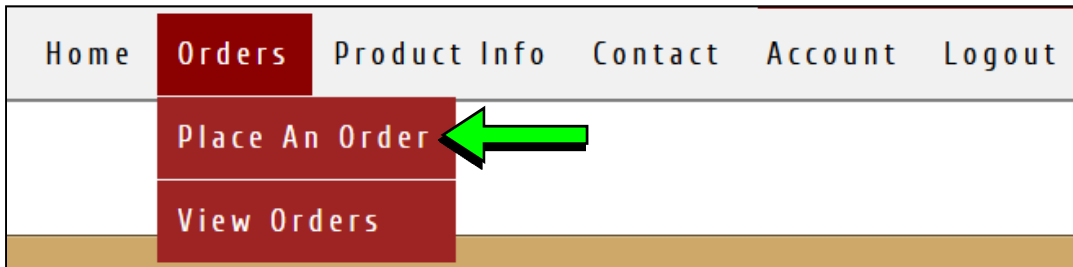 Home Orders Product Info Contact Account Logout
Place An Order
View Orders